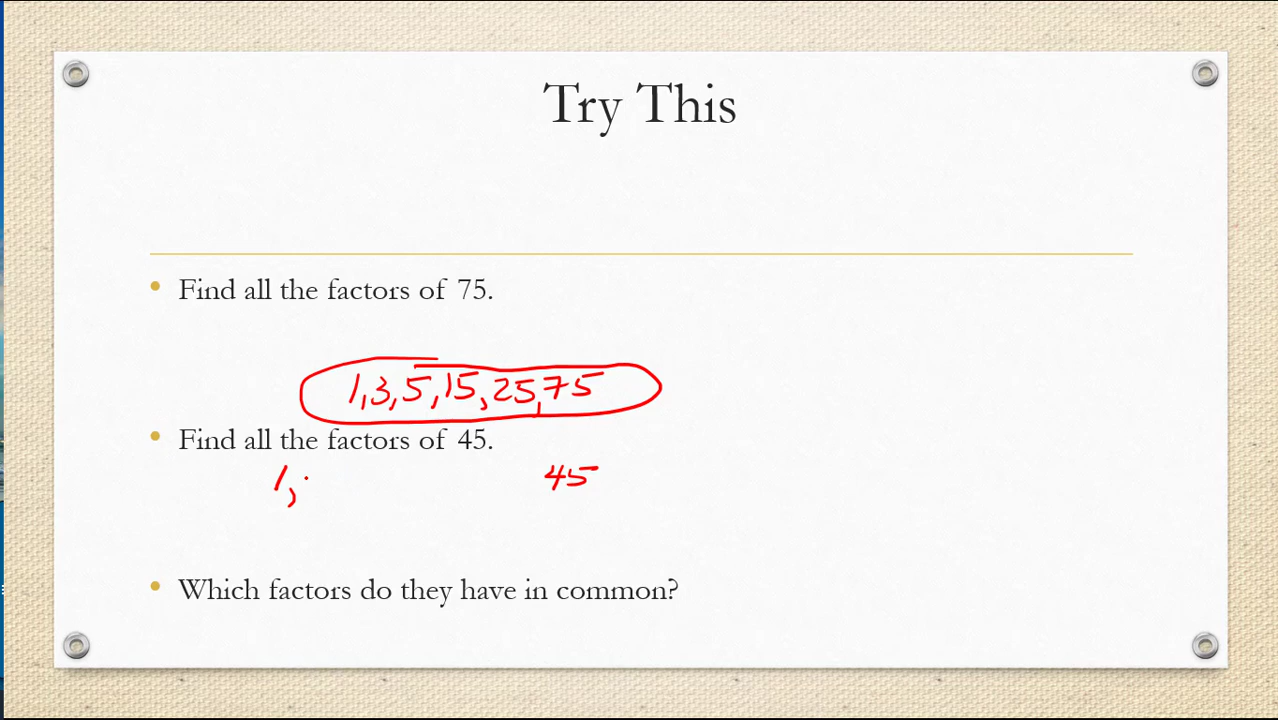 Try This
• Find all the factors of 75.
1,3,5,15,25,75
• Find all the factors of 45.
1, 45
• Which factors do they have in common?